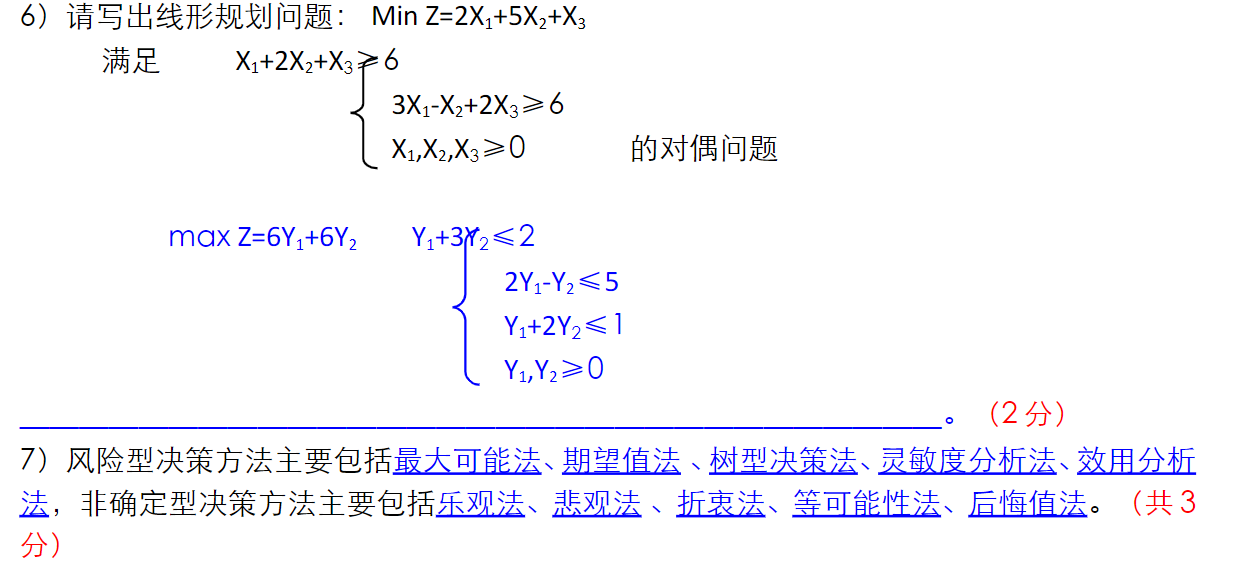 6）请写出线形规划问题： Min Z=2X₁+5X₂+X₃
满足 X₁+2X₂+X₃≥6
3X₁-X₂+2X₃≥6
X₁,X₂,X₃≥0 的对偶问题
max Z=6Y₁+6Y₂ Y₁+3Y₂≤2
2Y₁-Y₂≤5
Y₁+2Y₂≤1
Y₁,Y₂≥0
。（2分）
7）风险型决策方法主要包括最大可能法、期望值法 、树型决策法、灵敏度分析法、效用分析
法，非确定型决策方法主要包括乐观法、悲观法 、折衷法、等可能性法、后悔值法。（共3
分）